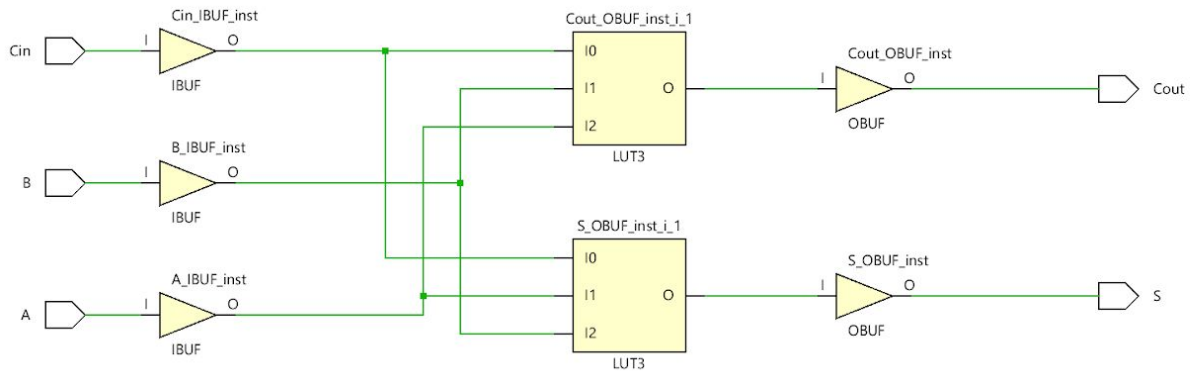 Cin_IBUF_inst
Cin
I
O
IBUF
B_IBUF_inst
B
I
O
IBUF
A_IBUF_inst
A
I
O
IBUF
Cout_OBUF_inst_i_1
I0
I1
I2
O
LUT3
S_OBUF_inst_i_1
I0
I1
I2
O
LUT3
Cout_OBUF_inst
I
O
OBUF
Cout
S_OBUF_inst
I
O
OBUF
S